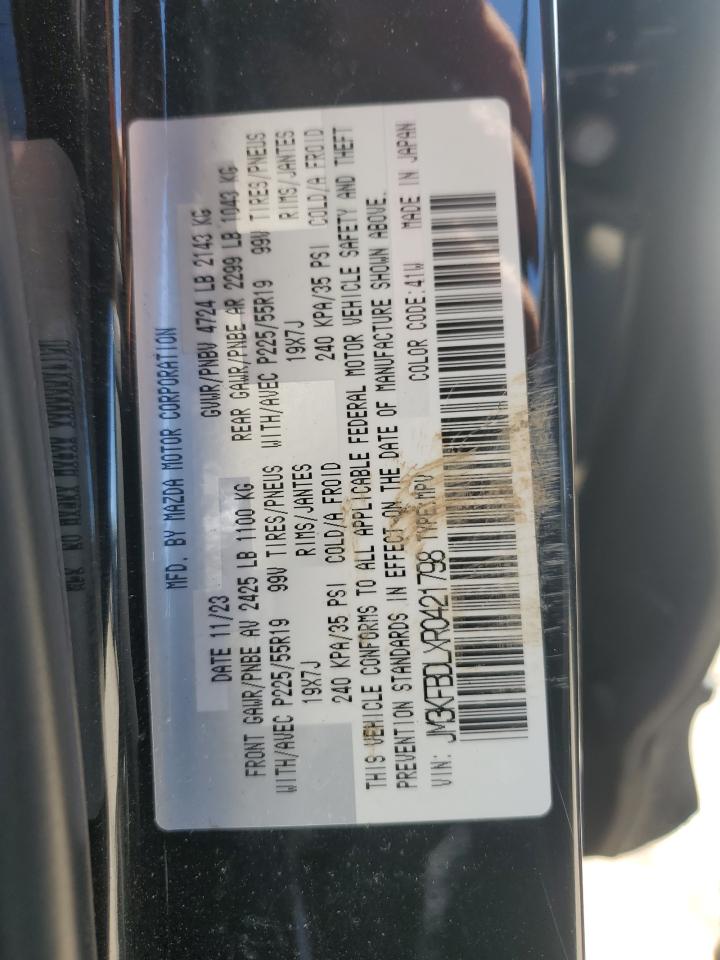 MFD. BY MAZDA MOTOR CORPORATION
DATE 11/23 GVWR/PNBV 4724 LB 2143 KG
FRONT GAWR/PNBE AV 2425 LB 1100 KG REAR GAWR/PNBE AR 2299 LB 1043 KG
WITH/AVEC P225/55R19 99V TIRES/PNEUS WITH/AVEC P225/55R19 99V TIRES/PNEUS
19X7J RIMS/JANTES 19X7J RIMS/JANTES
240 KPA/35 PSI COLD/A FROID 240 KPA/35 PSI COLD/A FROID
THIS VEHICLE CONFORMS TO ALL APPLICABLE FEDERAL MOTOR VEHICLE SAFETY AND THEFT
PREVENTION STANDARDS IN EFFECT ON THE DATE OF MANUFACTURE SHOWN ABOVE.
VIN: JM3KFBDLXR0421798 TYPE:MPV COLOR CODE:41W MADE IN JAPAN